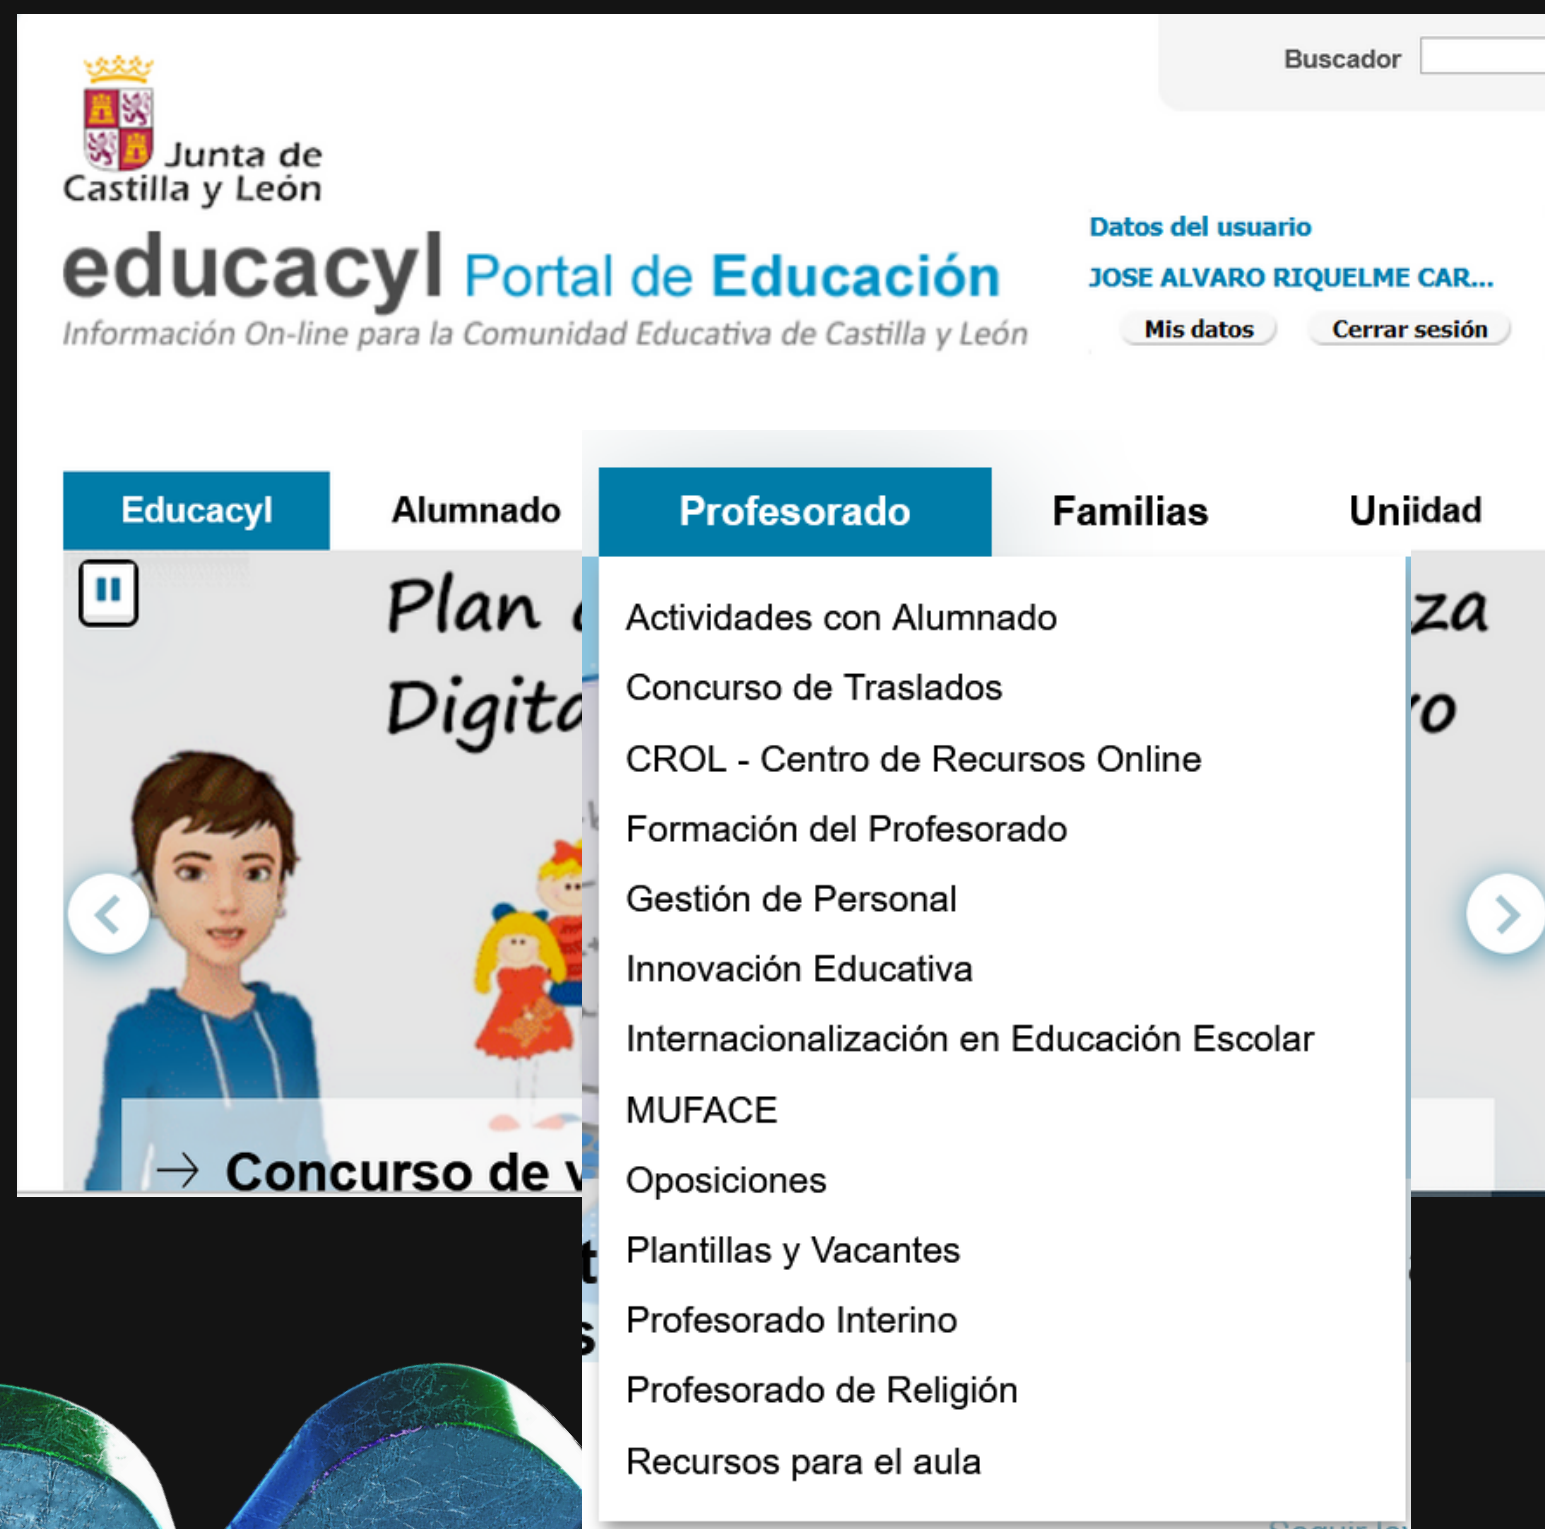 Buscador
Junta de
Castilla y León
educacyl Portal de Educación
Información On-line para la Comunidad Educativa de Castilla y León
Datos del usuario
JOSE ALVARO RIQUELME CAR...
Mis datos
Cerrar sesión
Educacyl
Alumnado
Profesorado
Familias
Uniidad
Plan
za
Digita
vo
Actividades con Alumnado
Concurso de Traslados
CROL - Centro de Recursos Online
Formación del Profesorado
Gestión de Personal
Innovación Educativa
Internacionalización en Educación Escolar
MUFACE
Oposiciones
Plantillas y Vacantes
Profesorado Interino
Profesorado de Religión
Recursos para el aula
→ Concurso de v